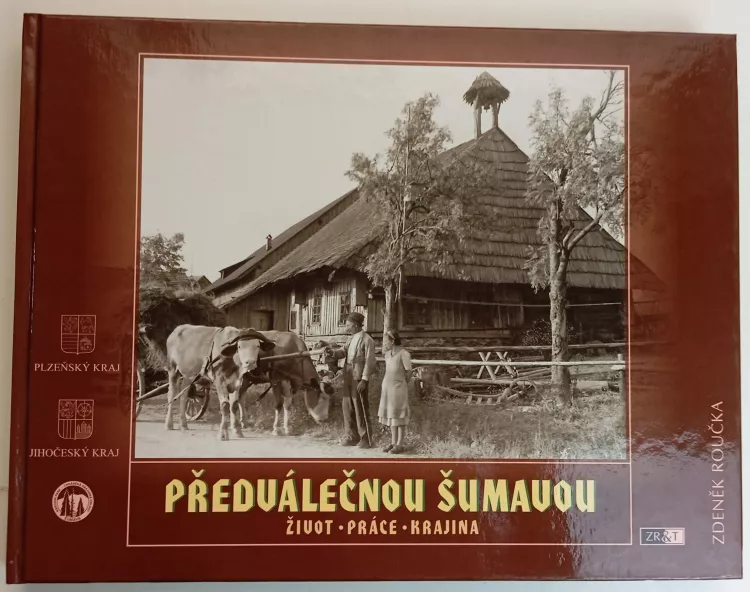 PLZEŇSKÝ KRAJ
JIHOČESKÝ KRAJ
PŘEDVÁLEČNOU ŠUMAVOU
ŽIVOT · PRÁCE · KRAJINA
ZR&T
ZDENĚK ROUČKA